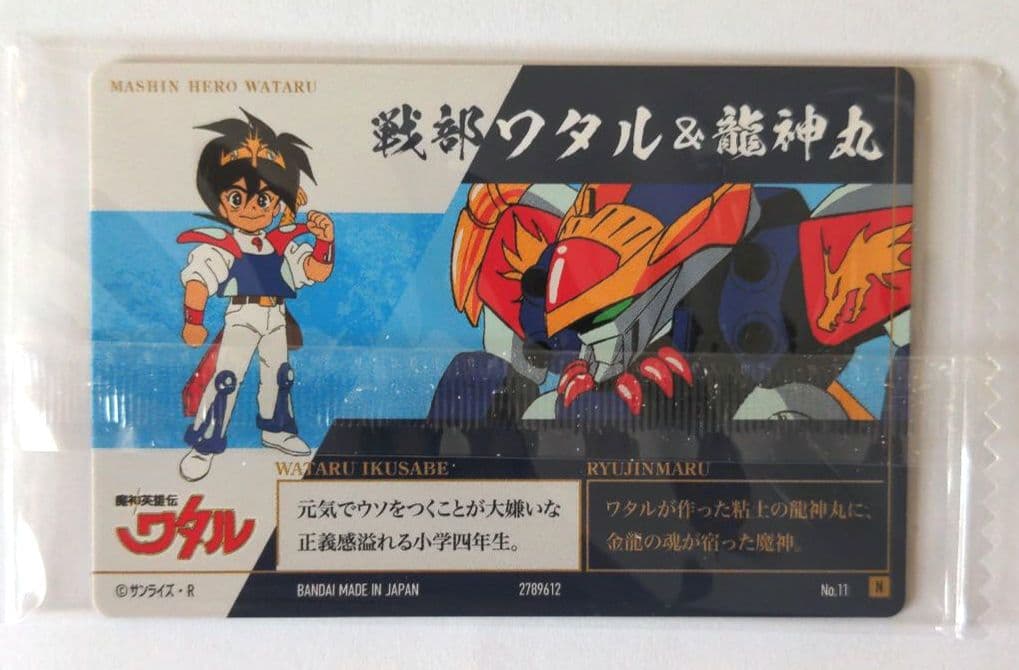 MASHIN HERO WATARU
戦部ワタル&龍神丸
WATARU IKUSABE
元気でウソをつくことが大嫌いな
正義感溢れる小学四年生。
RYUJINMARU
ワタルが作った粘土の龍神丸に、
金龍の魂が宿った魔神。
魔神英雄伝
ワタル
©サンライズ・R
BANDAI MADE IN JAPAN
2789612
No.11
N